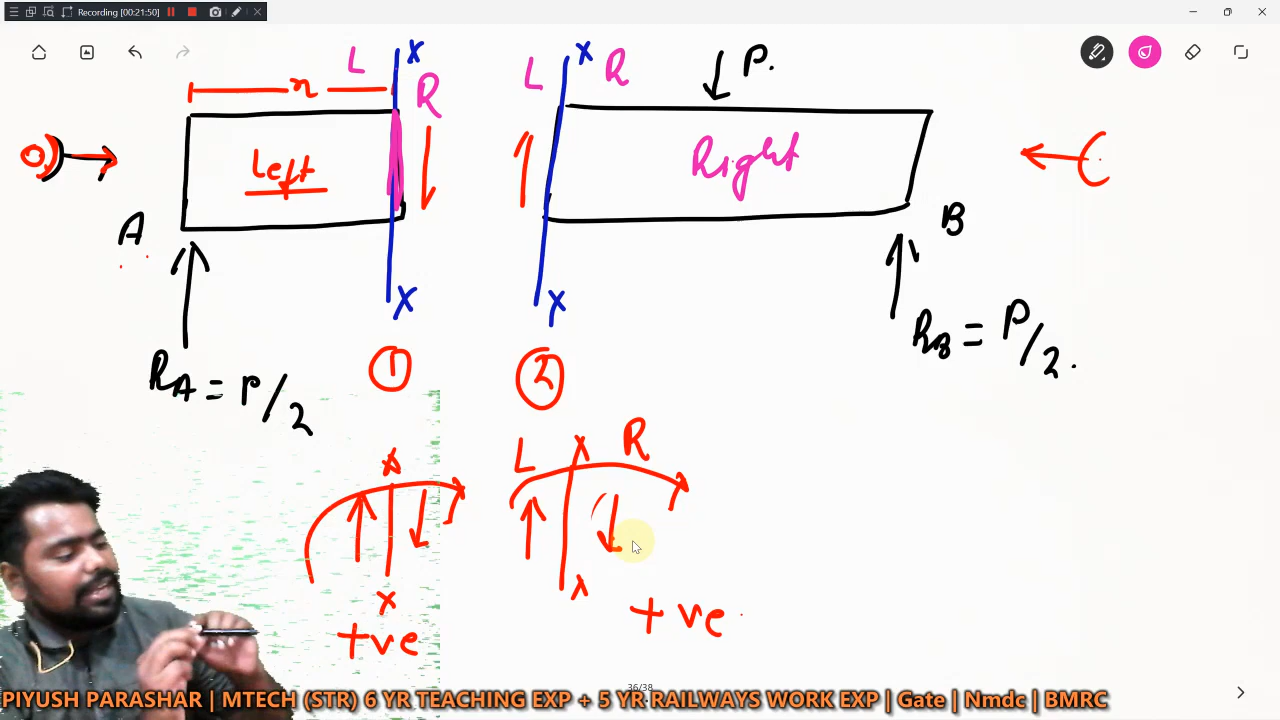 Recording [00:21:50]
L X L X R P.
x R
Left Right
A B
X X
RA = P/2 RB = P/2.
1 2
X L X R
X X
+ve +ve
36/38
PIYUSH PARASHAR | MTECH (STR) 6 YR TEACHING EXP + 5 YR RAILWAYS WORK EXP | Gate | Nmdc | BMRC